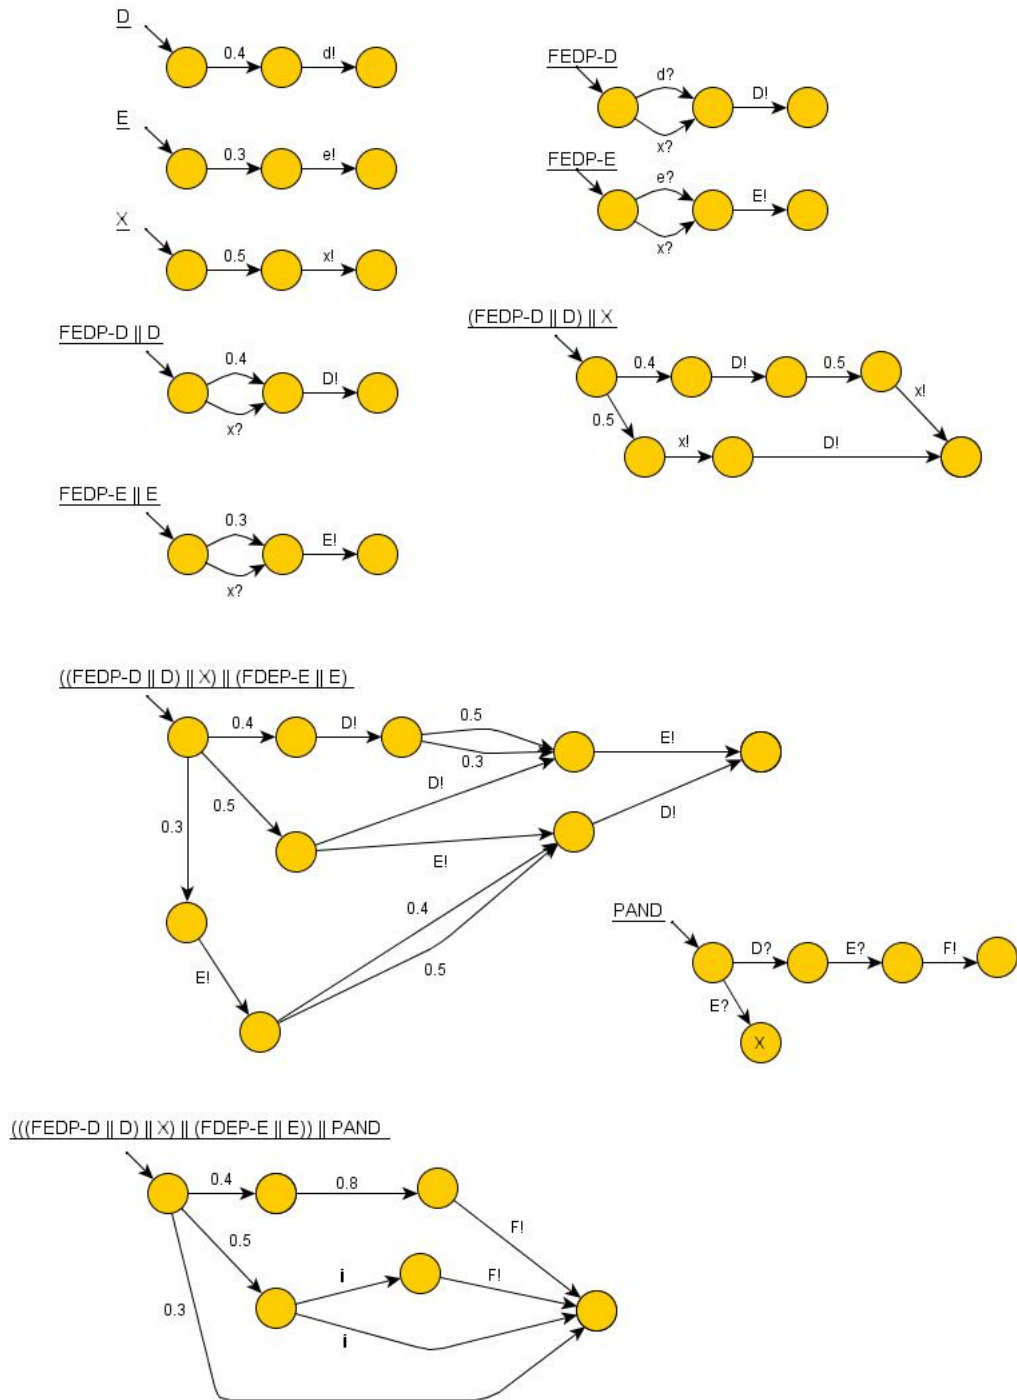 D
0.4 d!
FEDP-D
d?
D!
x?
E
0.3 e!
FEDP-E
e?
E!
x?
X
0.5 x!
FEDP-D || D
0.4
D!
x?
(FEDP-D || D) || X
0.4 D! 0.5
x!
0.5
x! D!
FEDP-E || E
0.3
E!
x?
((FEDP-D || D) || X) || (FDEP-E || E)
0.4 D! 0.5
0.3
E!
D!
0.5
0.3
E!
D!
0.4
0.5
E!
PAND
D? E? F!
E?
X
(((FEDP-D || D) || X) || (FDEP-E || E)) || PAND
0.4 0.8
F!
0.5
i
F!
0.3
i